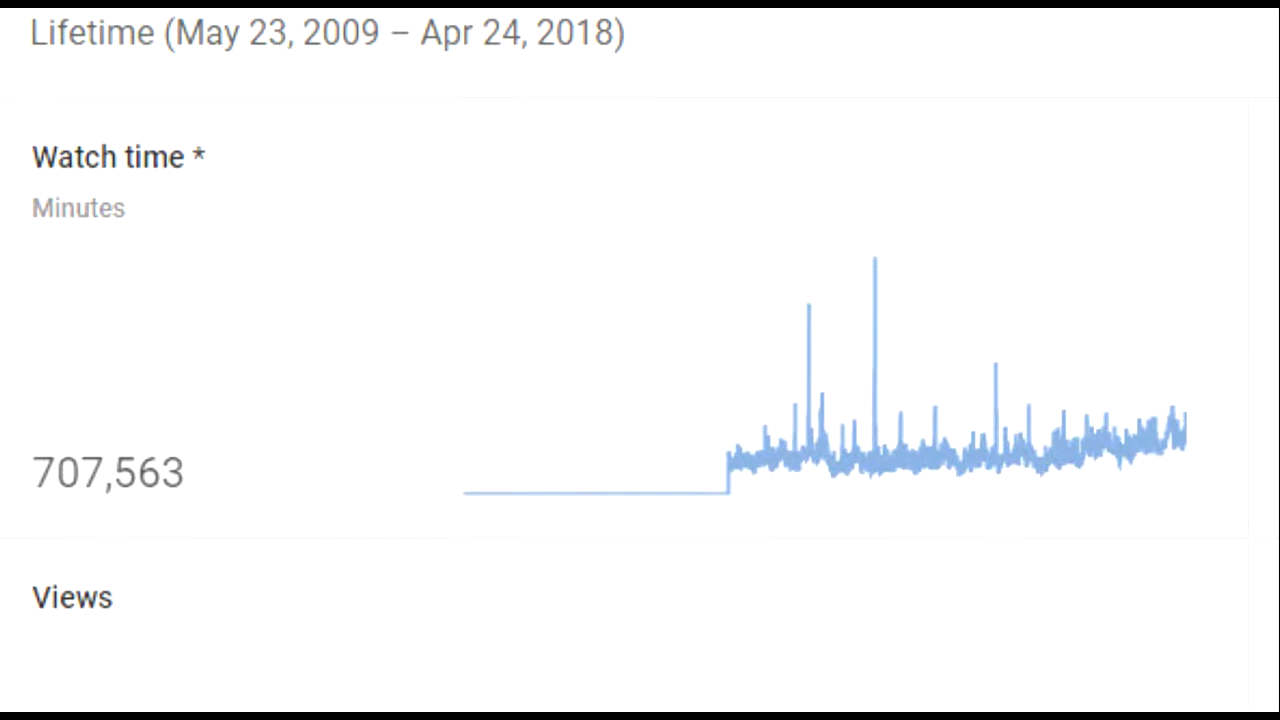 Lifetime (May 23, 2009 – Apr 24, 2018)
Watch time *
Minutes
707,563
Views